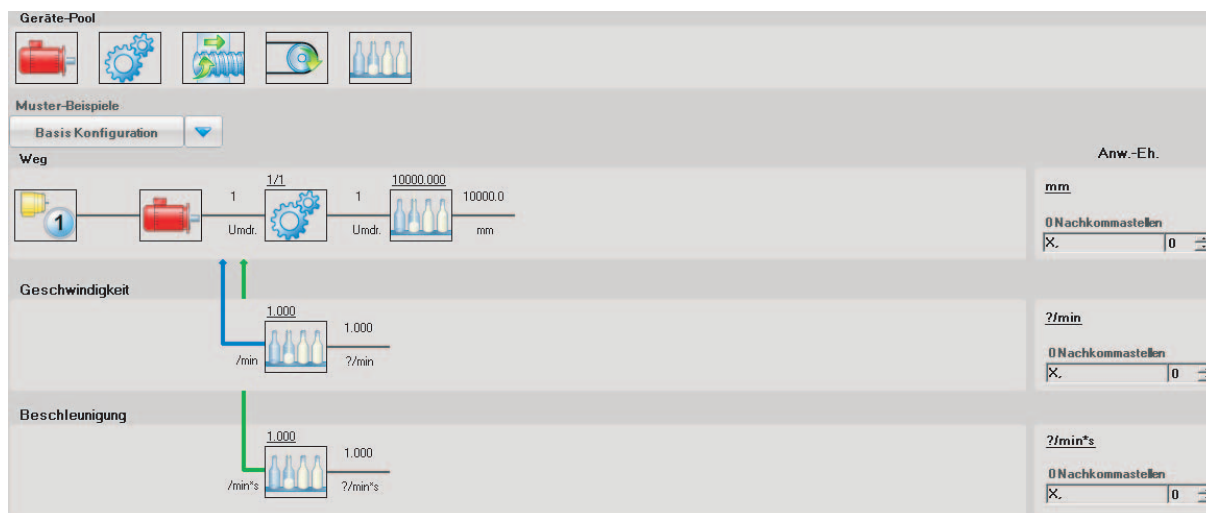 Geräte-Pool
Muster-Beispiele
Basis Konfiguration
Weg
Anw.-Eh.
1
1
Umdr.
1/1
1
Umdr.
10000.000
10000.0
mm
mm
0 Nachkommastellen
X. 0
Geschwindigkeit
/min
1.000
1.000
?/min
?/min
0 Nachkommastellen
X. 0
Beschleunigung
/min*s
1.000
1.000
?/min*s
?/min*s
0 Nachkommastellen
X. 0